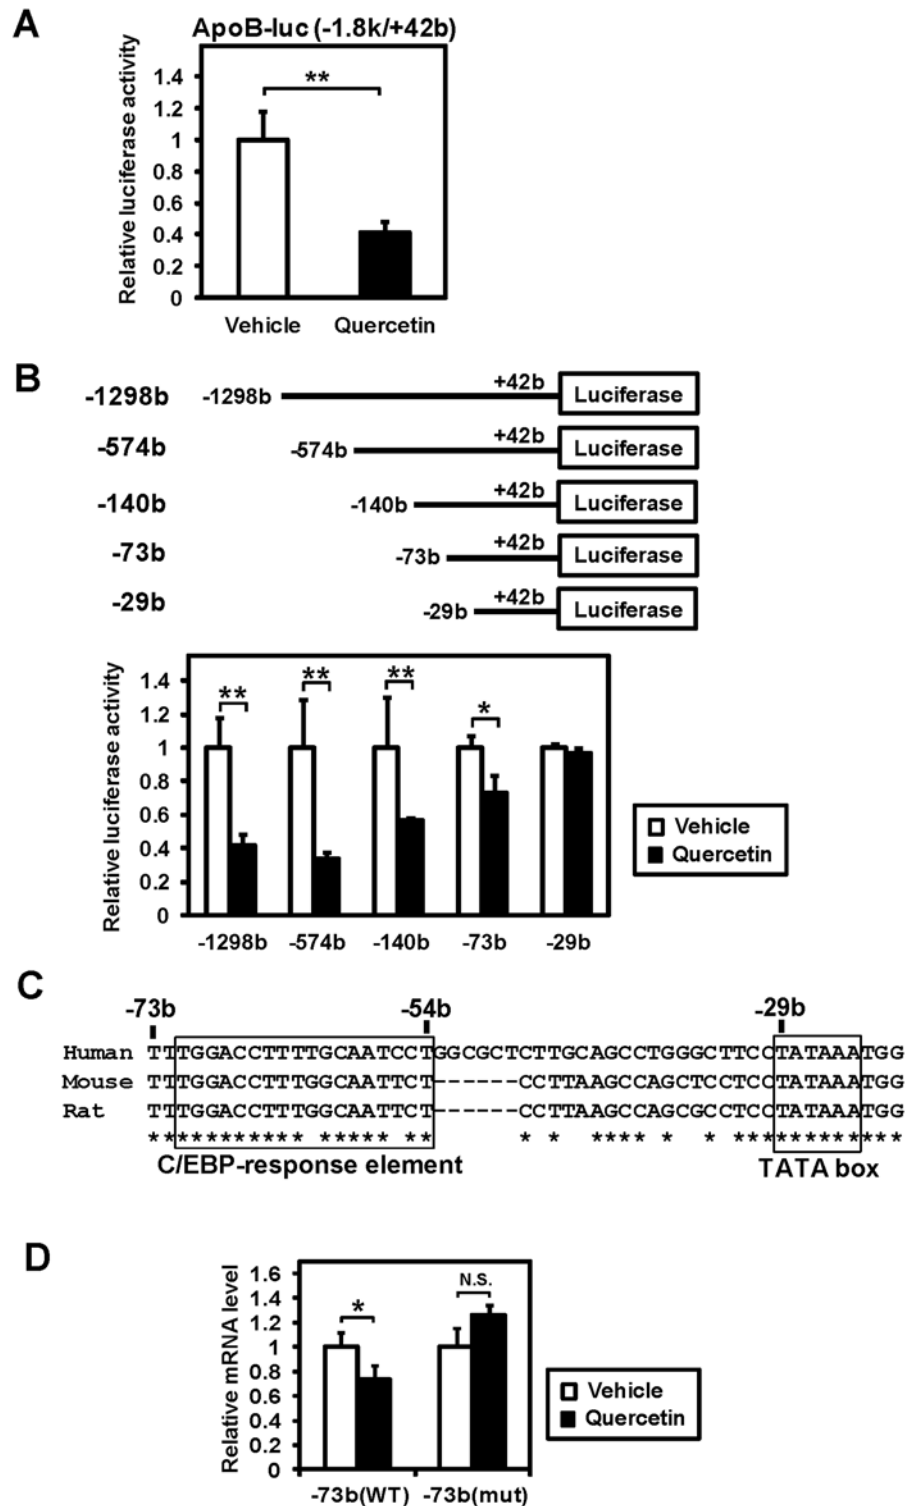 A
ApoB-luc (-1.8k/+42b)
Relative luciferase activity
1.4
1.2
1
0.8
0.6
0.4
0.2
0
**
Vehicle Quercetin
B
-1298b -1298b +42b Luciferase
-574b -574b +42b Luciferase
-140b -140b +42b Luciferase
-73b -73b +42b Luciferase
-29b -29b +42b Luciferase
Relative luciferase activity
1.4
1.2
1
0.8
0.6
0.4
0.2
0
** ** ** *
-1298b -574b -140b -73b -29b
Vehicle
Quercetin
C
-73b -54b -29b
Human TTTGGACCTTTTGCAATCCTGGCGCTCTTGCAGCCTGGGCTTCCTATAAATGG
Mouse TTTGGACCTTTGGCAATTCT------CCTTAAGCCAGCTCCTCCTATAAATGG
Rat TTTGGACCTTTGGCAATTCT------CCTTAAGCCAGCGCCTCCTATAAATGG
*********** ***** ** * * **** * * ************
C/EBP-response element TATA box
D
Relative mRNA level
1.6
1.4
1.2
1
0.8
0.6
0.4
0.2
0
* N.S.
-73b(WT) -73b(mut)
Vehicle
Quercetin